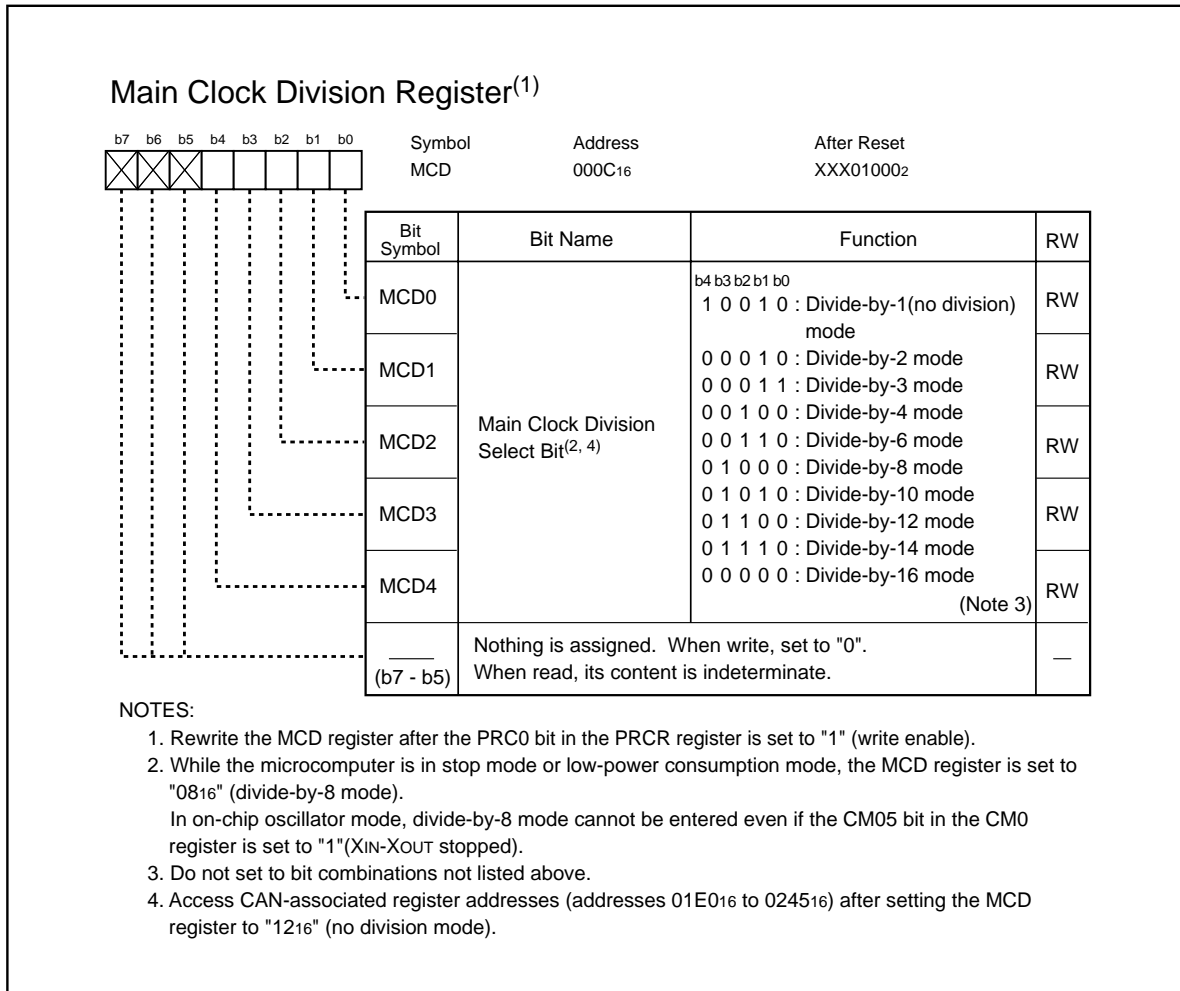 Main Clock Division Register(1)
b7 b6 b5 b4 b3 b2 b1 b0
Symbol Address After Reset
MCD 000C16 XXX010002
Bit Symbol Bit Name Function RW
MCD0 RW
MCD1 RW
MCD2 RW
MCD3 RW
MCD4 RW
Main Clock Division
Select Bit(2, 4)
b4 b3 b2 b1 b0
1 0 0 1 0 : Divide-by-1(no division)
mode
0 0 0 1 0 : Divide-by-2 mode
0 0 0 1 1 : Divide-by-3 mode
0 0 1 0 0 : Divide-by-4 mode
0 0 1 1 0 : Divide-by-6 mode
0 1 0 0 0 : Divide-by-8 mode
0 1 0 1 0 : Divide-by-10 mode
0 1 1 0 0 : Divide-by-12 mode
0 1 1 1 0 : Divide-by-14 mode
0 0 0 0 0 : Divide-by-16 mode
(Note 3)
(b7 - b5)
Nothing is assigned. When write, set to "0".
When read, its content is indeterminate.
—
NOTES:
1. Rewrite the MCD register after the PRC0 bit in the PRCR register is set to "1" (write enable).
2. While the microcomputer is in stop mode or low-power consumption mode, the MCD register is set to
"0816" (divide-by-8 mode).
In on-chip oscillator mode, divide-by-8 mode cannot be entered even if the CM05 bit in the CM0
register is set to "1"(XIN-XOUT stopped).
3. Do not set to bit combinations not listed above.
4. Access CAN-associated register addresses (addresses 01E016 to 024516) after setting the MCD
register to "1216" (no division mode).